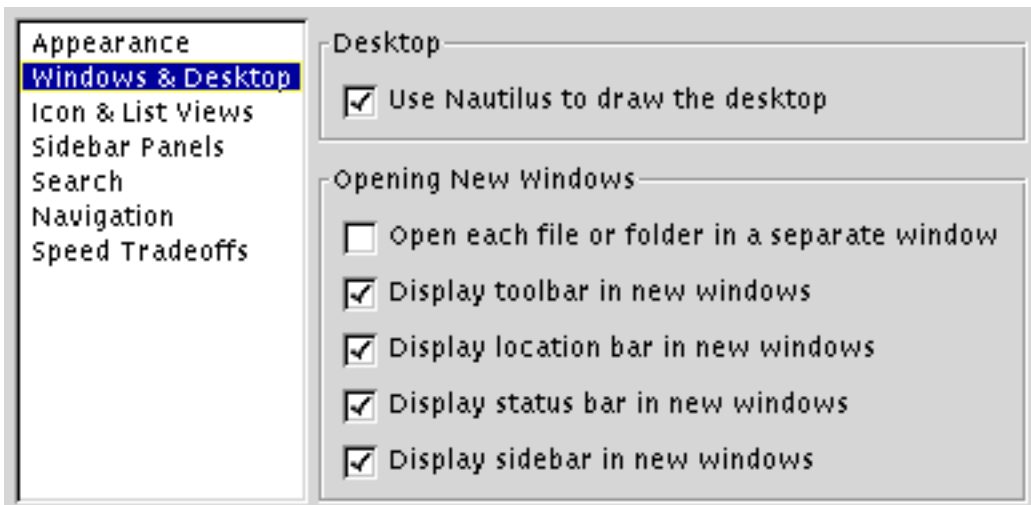 Appearance
Windows & Desktop
Icon & List Views
Sidebar Panels
Search
Navigation
Speed Tradeoffs
Desktop
Use Nautilus to draw the desktop
Opening New Windows
Open each file or folder in a separate window
Display toolbar in new windows
Display location bar in new windows
Display status bar in new windows
Display sidebar in new windows